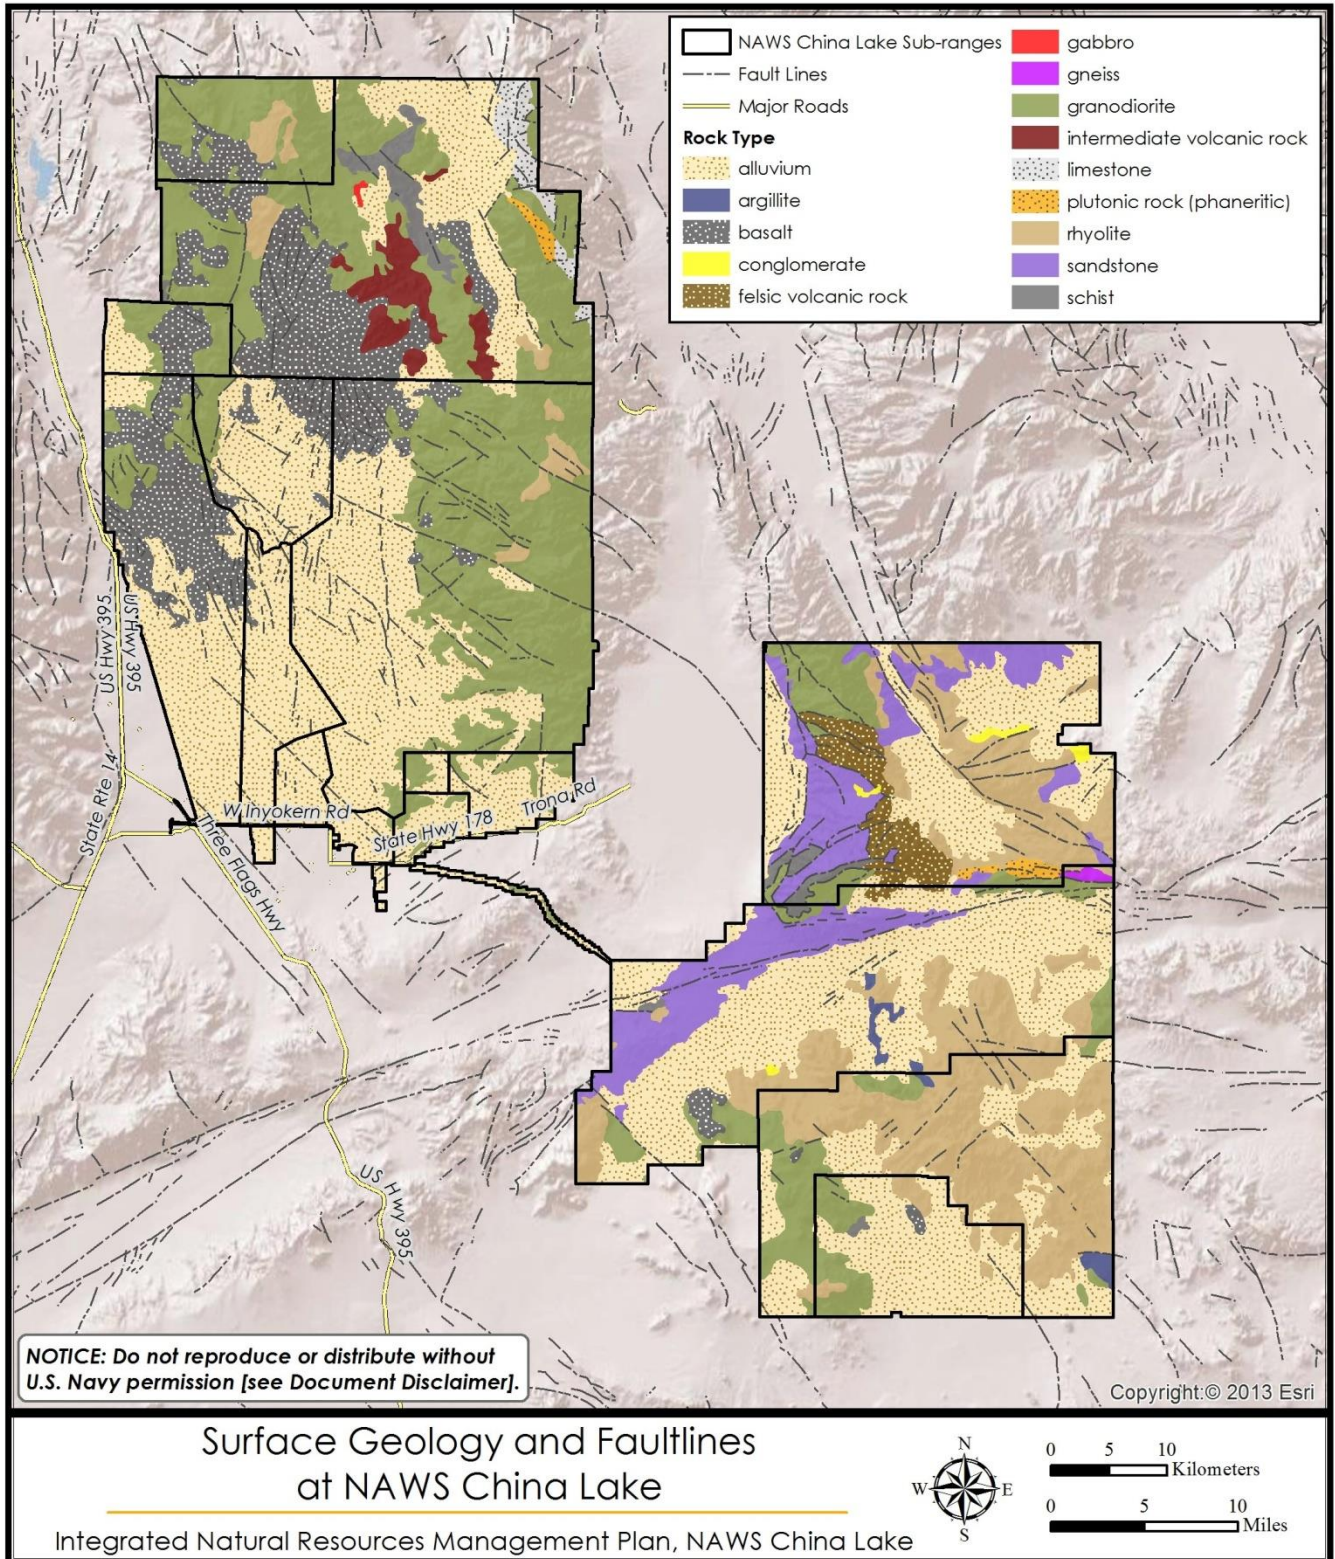 NAWS China Lake Sub-ranges
Fault Lines
Major Roads
Rock Type
alluvium
argillite
basalt
conglomerate
felsic volcanic rock
gabbro
gneiss
granodiorite
intermediate volcanic rock
limestone
plutonic rock (phaneritic)
rhyolite
sandstone
schist
US Hwy 395
US Hwy 395
State Rte 14
W Inyokern Rd
Three Flags Hwy
State Hwy 178
Trona Rd
US Hwy 395
NOTICE: Do not reproduce or distribute without
U.S. Navy permission [see Document Disclaimer].
Copyright:© 2013 Esri
Surface Geology and Faultlines
at NAWS China Lake
Integrated Natural Resources Management Plan, NAWS China Lake
N
W E
S
0 5 10
Kilometers
0 5 10
Miles